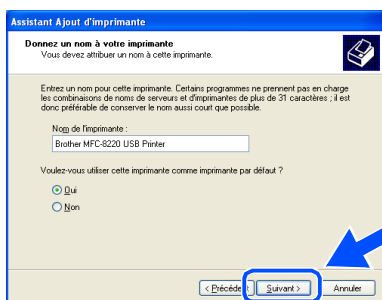 Assistant Ajout d'imprimante
Donnez un nom à votre imprimante
Vous devez attribuer un nom à cette imprimante.
Entrez un nom pour cette imprimante. Certains programmes ne prennent pas en charge
les combinaisons de noms de serveurs et d'imprimantes de plus de 31 caractères ; il est
donc préférable de conserver le nom aussi court que possible.
Nom de l'imprimante :
Brother MFC-8220 USB Printer
Voulez-vous utiliser cette imprimante comme imprimante par défaut ?
Oui
Non
< Précédent Suivant > Annuler